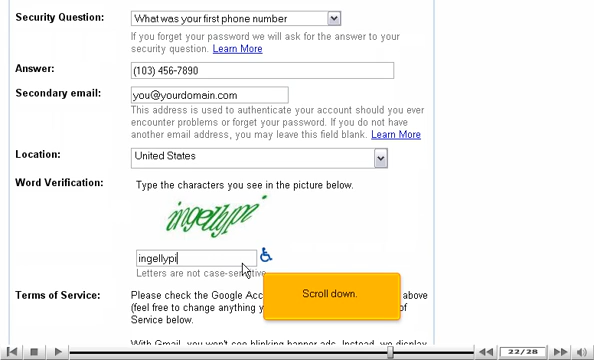 Security Question: What was your first phone number
If you forget your password we will ask for the answer to your
security question. Learn More
Answer: (103) 456-7890
Secondary email: you@yourdomain.com
This address is used to authenticate your account should you ever
encounter problems or forget your password. If you do not have
another email address, you may leave this field blank. Learn More
Location: United States
Word Verification: Type the characters you see in the picture below.
ingellypi
ingellypi
Letters are not case-sensitive
Scroll down.
Terms of Service: Please check the Google Acc above
(feel free to change anything y of
Service below.
With Gmail, you won't see blinking banner ads. Instead, we display
22/28